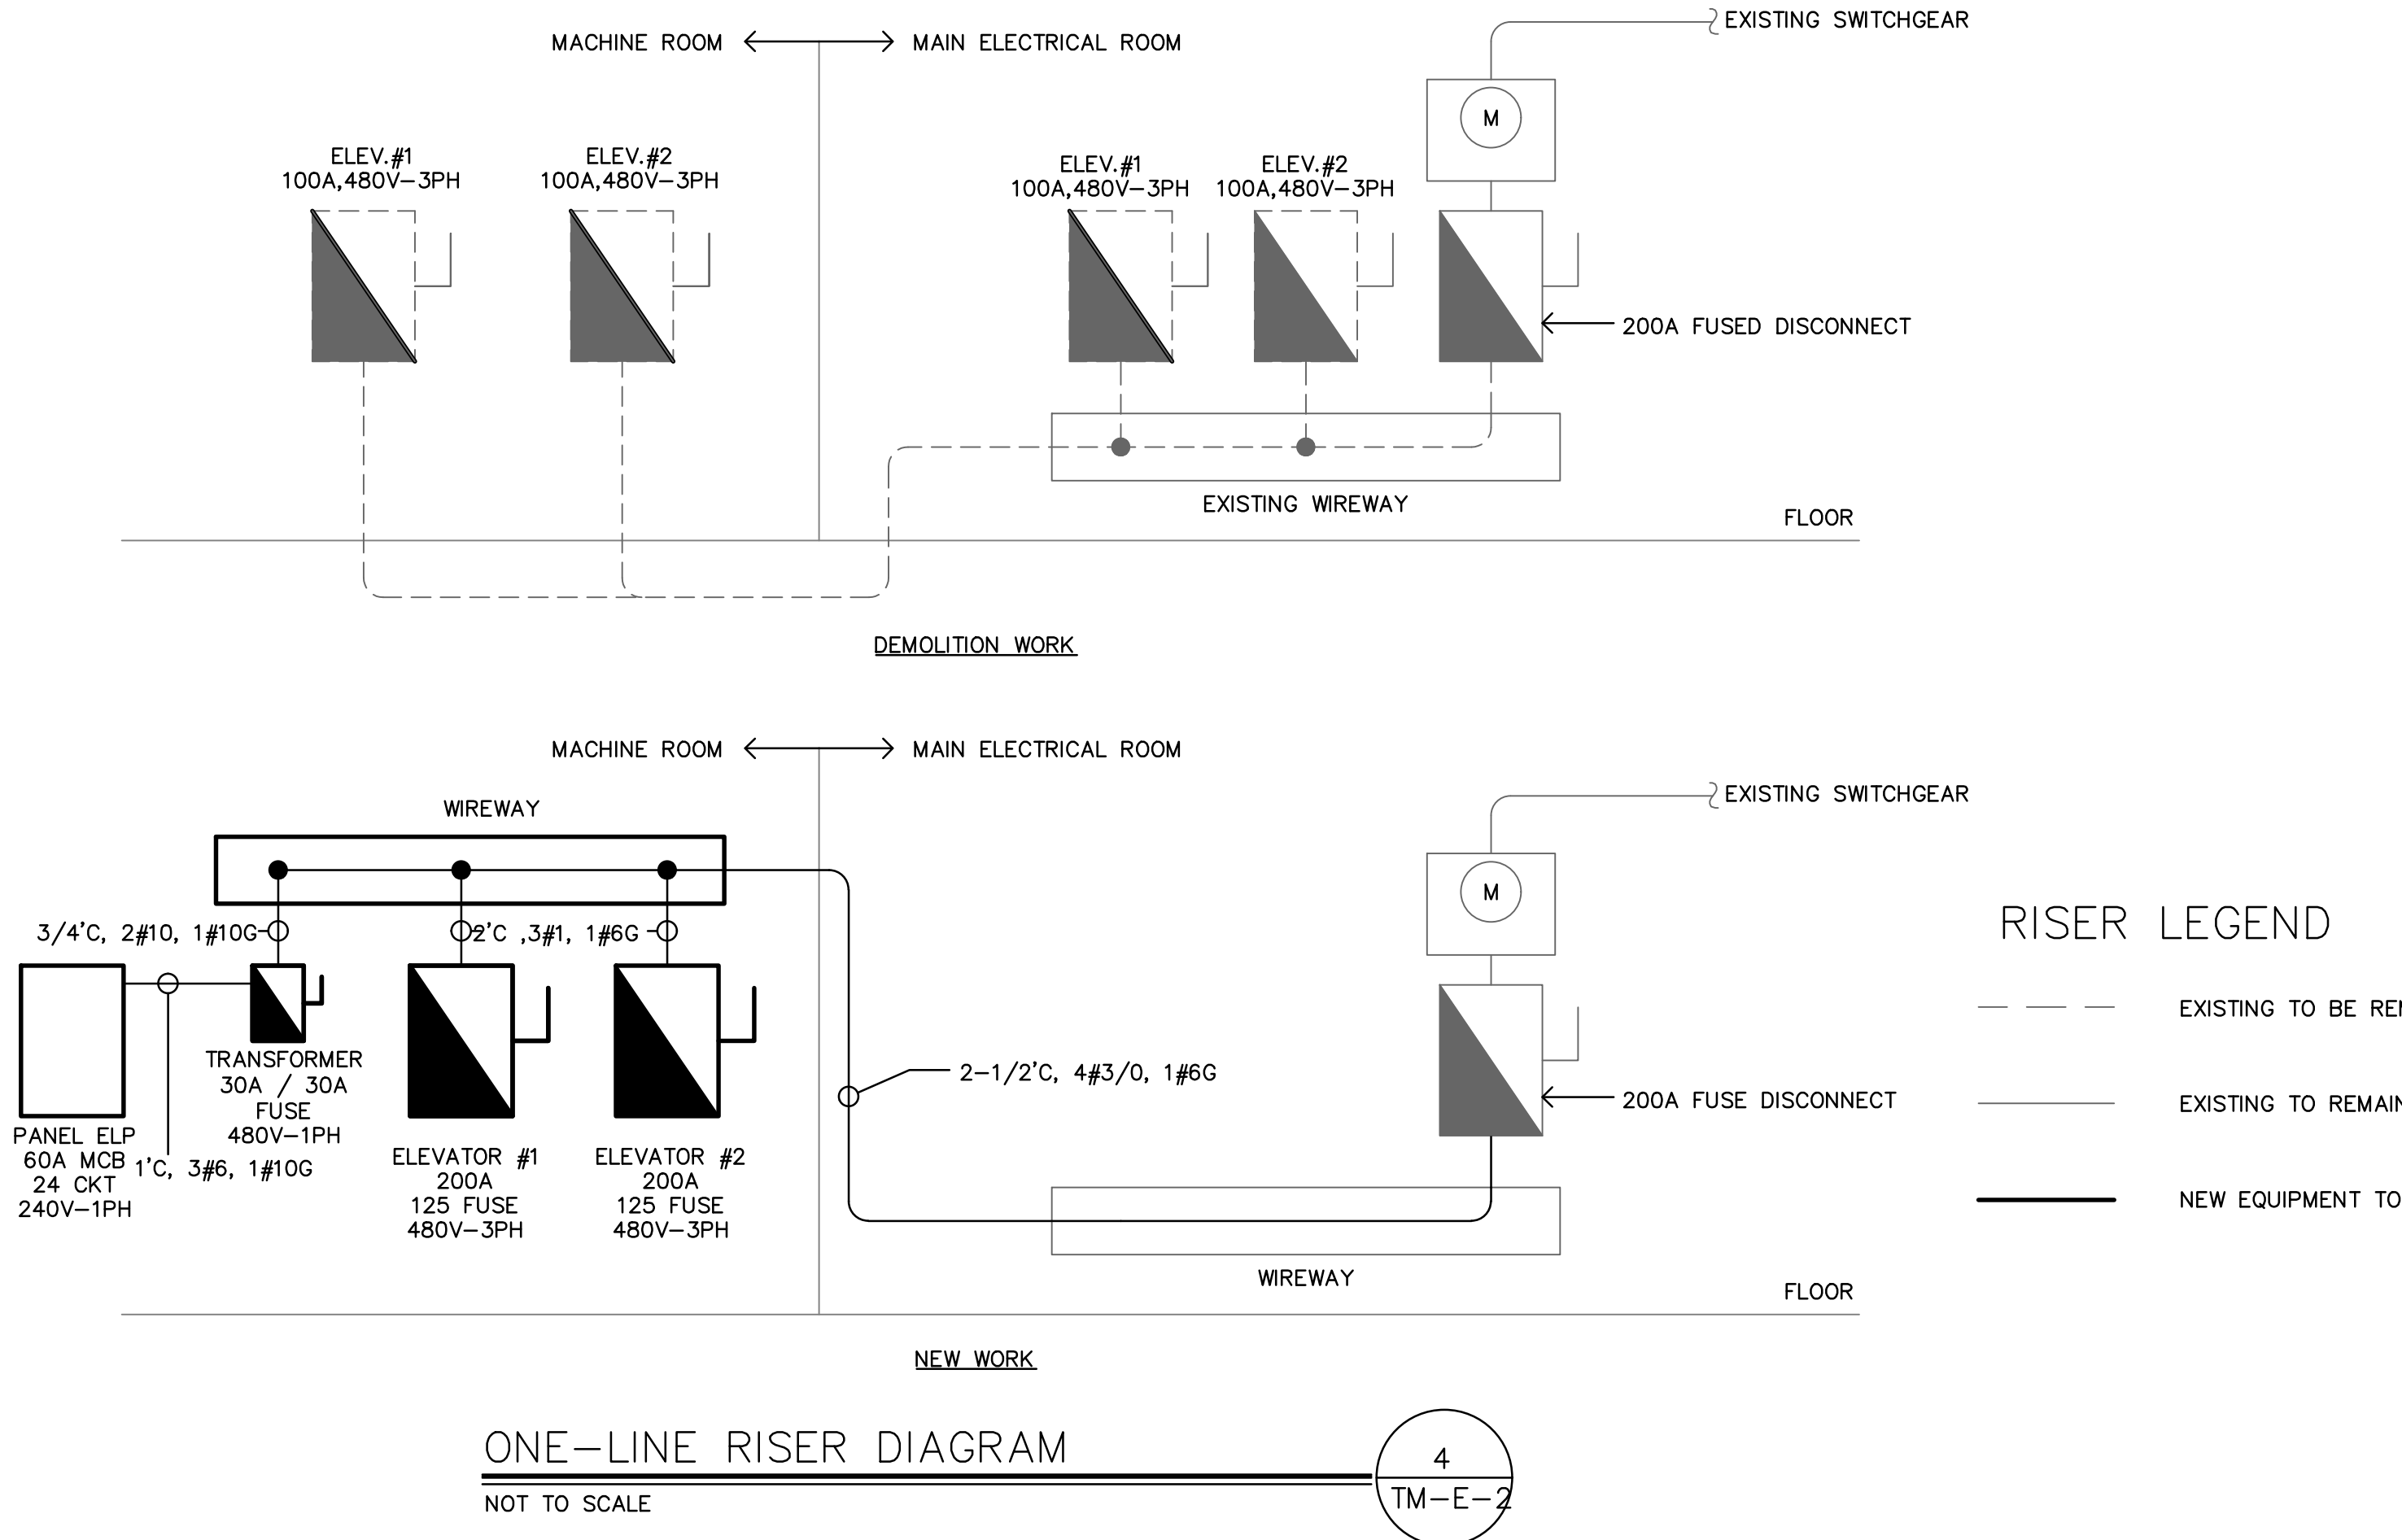 EXISTING SWITCHGEAR
MACHINE ROOM
MAIN ELECTRICAL ROOM
M
ELEV.#1
100A,480V-3PH
ELEV.#2
100A,480V-3PH
ELEV.#1
100A,480V-3PH
ELEV.#2
100A,480V-3PH
200A FUSED DISCONNECT
EXISTING WIREWAY
FLOOR
DEMOLITION WORK
MACHINE ROOM
MAIN ELECTRICAL ROOM
EXISTING SWITCHGEAR
WIREWAY
M
3/4'C, 2#10, 1#10G
2'C ,3#1, 1#6G
TRANSFORMER
30A / 30A
FUSE
480V-1PH
PANEL ELP
60A MCB
24 CKT
240V-1PH
1'C, 3#6, 1#10G
ELEVATOR #1
200A
125 FUSE
480V-3PH
ELEVATOR #2
200A
125 FUSE
480V-3PH
2-1/2'C, 4#3/0, 1#6G
200A FUSE DISCONNECT
WIREWAY
FLOOR
NEW WORK
RISER LEGEND
EXISTING TO BE
EXISTING TO REMAIN
NEW EQUIPMENT TO
ONE-LINE RISER DIAGRAM
NOT TO SCALE
4
TM-E-2